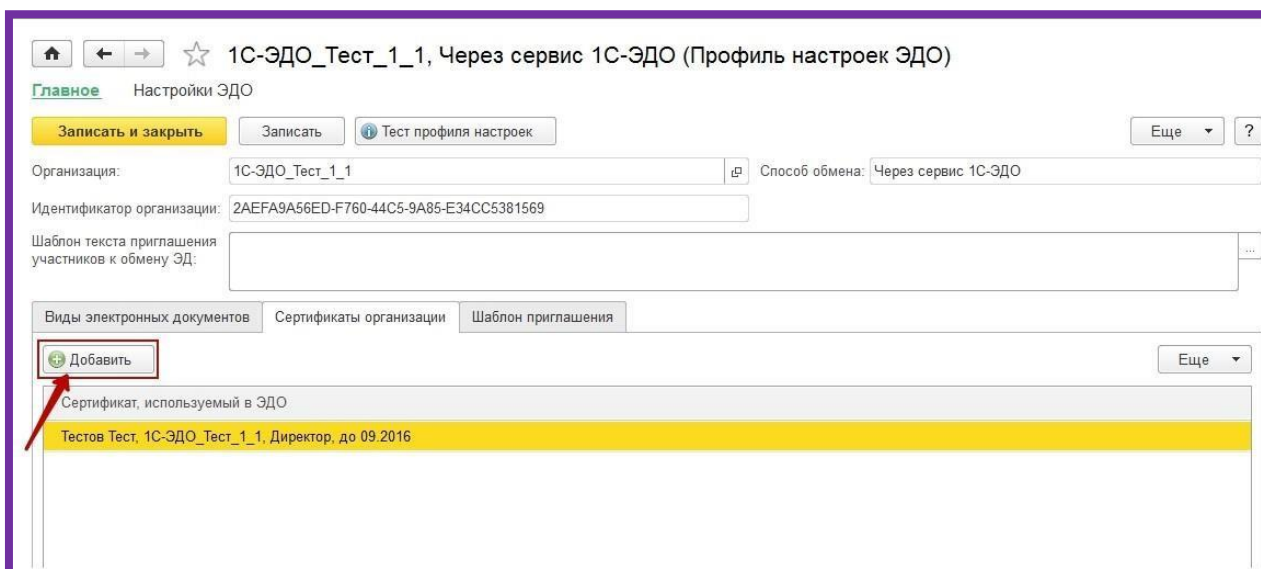 1С-ЭДО_Тест_1_1, Через сервис 1С-ЭДО (Профиль настроек ЭДО)
Главное Настройки ЭДО
Записать и закрыть Записать Тест профиля настроек Еще ?
Организация: 1С-ЭДО_Тест_1_1 Способ обмена: Через сервис 1С-ЭДО
Идентификатор организации: 2AEFA9A56ED-F760-44C5-9A85-E34CC5381569
Шаблон текста приглашения
участников к обмену ЭД: ...
Виды электронных документов Сертификаты организации Шаблон приглашения
Добавить Еще
Сертификат, используемый в ЭДО
Тестов Тест, 1С-ЭДО_Тест_1_1, Директор, до 09.2016